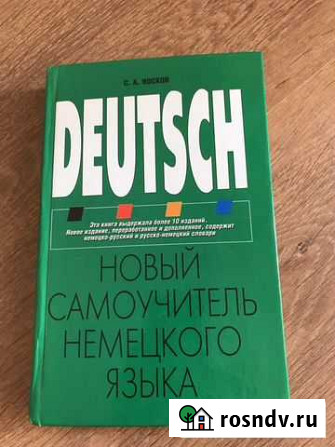 С. А. НОСКОВ
DEUTSCH
Эта книга выдержала более 10 изданий.
Новое издание, переработанное и дополненное, содержит
немецко-русский и русско-немецкий словари
НОВЫЙ
САМОУЧИТЕЛЬ
НЕМЕЦКОГО
ЯЗЫКА
rosndv.ru